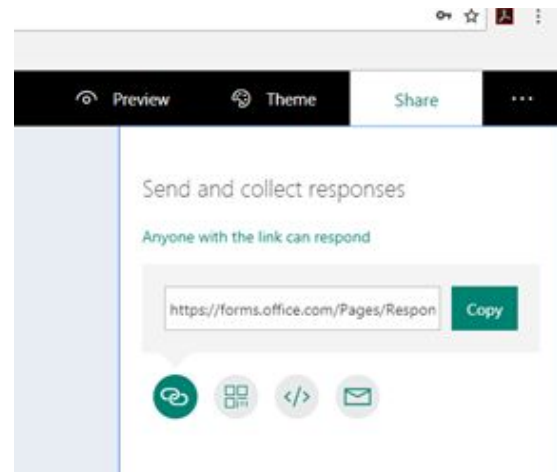 Preview Theme Share ...
Send and collect responses
Anyone with the link can respond
https://forms.office.com/Pages/Respon Copy
</>